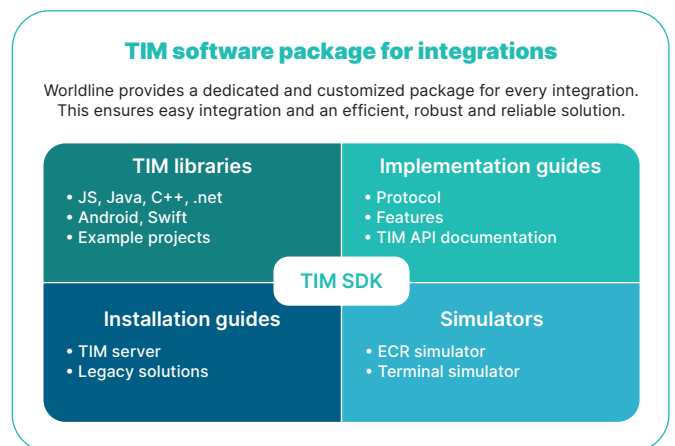 TIM software package for integrations
Worldline provides a dedicated and customized package for every integration.
This ensures easy integration and an efficient, robust and reliable solution.
TIM libraries
• JS, Java, C++, .net
• Android, Swift
• Example projects
Implementation guides
• Protocol
• Features
• TIM API documentation
TIM SDK
Installation guides
• TIM server
• Legacy solutions
Simulators
• ECR simulator
• Terminal simulator